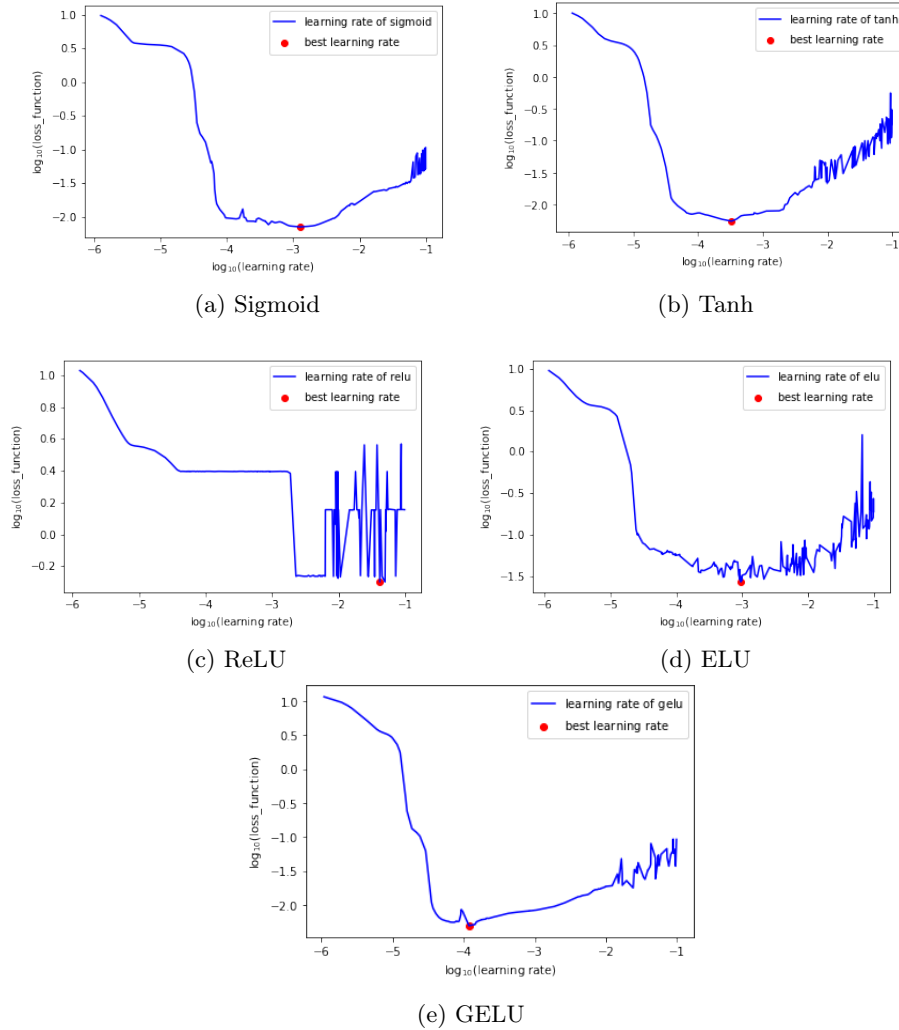 learning rate of sigmoid
best learning rate
1.0
0.5
0.0
−0.5
−1.0
−1.5
−2.0
log10(loss_function)
−6 −5 −4 −3 −2 −1
log10(learning rate)
(a) Sigmoid
learning rate of tanh
best learning rate
1.0
0.5
0.0
−0.5
−1.0
−1.5
−2.0
log10(loss_function)
−6 −5 −4 −3 −2 −1
log10(learning rate)
(b) Tanh
learning rate of relu
best learning rate
1.0
0.8
0.6
0.4
0.2
0.0
−0.2
log10(loss_function)
−6 −5 −4 −3 −2 −1
log10(learning rate)
(c) ReLU
learning rate of elu
best learning rate
1.0
0.5
0.0
−0.5
−1.0
−1.5
log10(loss_function)
−6 −5 −4 −3 −2 −1
log10(learning rate)
(d) ELU
learning rate of gelu
best learning rate
1.0
0.5
0.0
−0.5
−1.0
−1.5
−2.0
log10(loss_function)
−6 −5 −4 −3 −2 −1
log10(learning rate)
(e) GELU